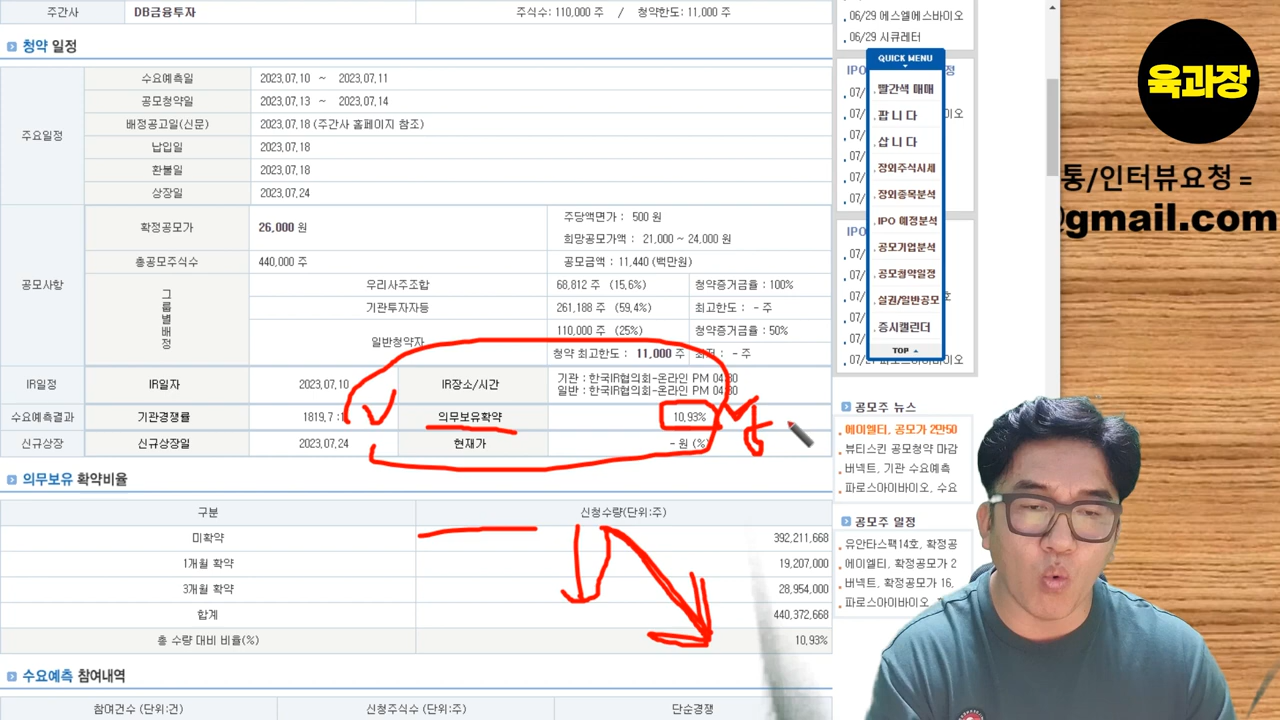 주간사 DB금융투자 주식수: 110,000 주 / 청약한도: 11,000 주
청약 일정
주요일정 수요예측일 2023.07.10 ~ 2023.07.11
공모청약일 2023.07.13 ~ 2023.07.14
배정공고일(신문) 2023.07.18 (주간사 홈페이지 참조)
납입일 2023.07.18
환불일 2023.07.18
상장일 2023.07.24
공모사항 확정공모가 26,000 원 주당액면가 : 500 원
희망공모가액 : 21,000 ~ 24,000 원
총공모주식수 440,000 주 공모금액 : 11,440 (백만원)
그룹별배정 우리사주조합 68,812 주 (15,6%) 청약증거금율 : 100%
기관투자자등 261,188 주 (59,4%) 최고한도 : - 주
일반청약자 110,000 주 (25%) 청약증거금율 : 50%
청약 최고한도 : 11,000 주 최저 : - 주
IR일정 IR일자 2023.07.10 IR장소/시간 기관 : 한국IR협의회-온라인 PM 04:30
일반 : 한국IR협의회-온라인 PM 04:30
수요예측결과 1819.7 :1 의무보유확약 10.93%
신규상장 신규상장일 2023.07.24 현재가 - 원 (%)
의무보유 확약비율
구분 신청수량(단위:주)
미확약 392,211,668
1개월 확약 19,207,000
3개월 확약 28,954,000
합계 440,372,668
총 수량 대비 비율(%) 10.93%
수요예측 참여내역
참여건수 (단위:건) 신청주식수 (단위:주) 단순경쟁
06/29 에스엘에스바이오
06/29 시큐레터
QUICK MENU
빨간색 매매
팝 니 다
삽 니 다
장외주식시세
장외종목분석
IPO 예정분석
공모기업분석
공모청약일정
실권/일반공모
증시캘린더
TOP
공모주 뉴스
에이엘티, 공모가 2만50
뷰티스킨 공모청약 마감
버넥트, 기관 수요예측
파로스아이바이오, 수요
공모주 일정
유안타스팩14호, 확정공
에이엘티, 확정공모가 2
버넥트, 확정공모가 16,
파로스아이바이오,
육과장
통/인터뷰요청 =
@gmail.com